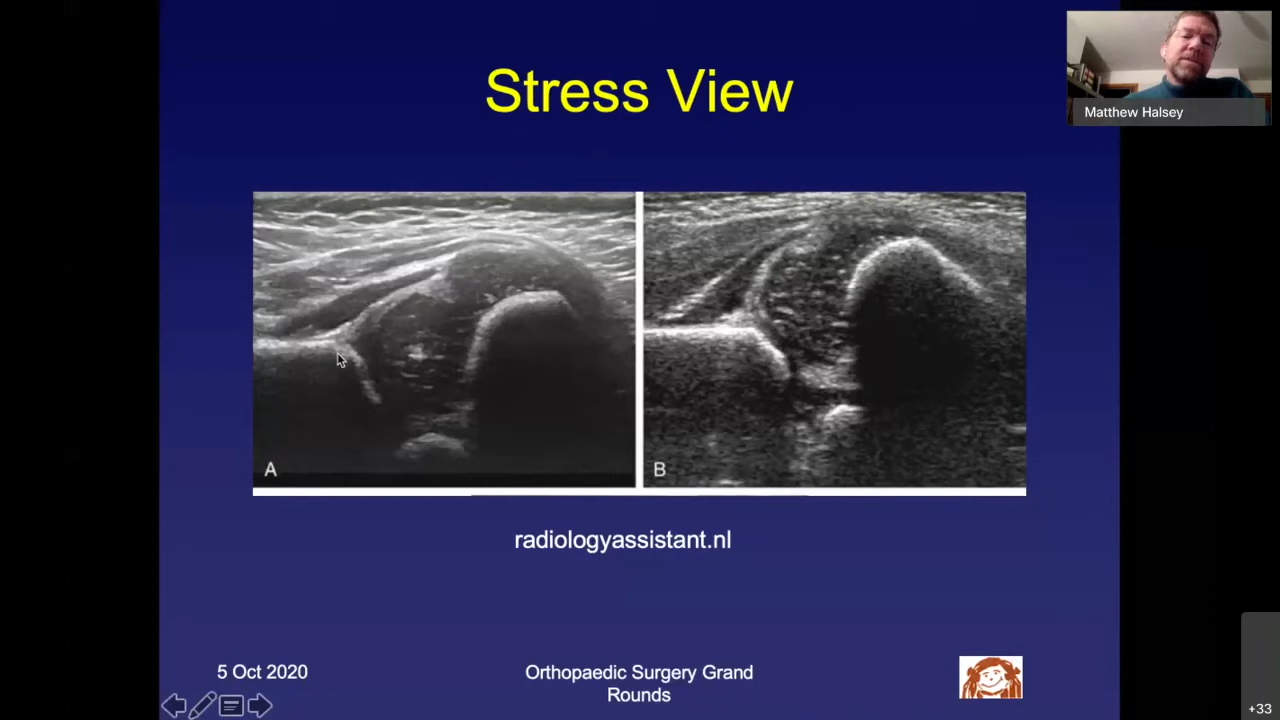 Stress View
Matthew Halsey
A
B
radiologyassistant.nl
5 Oct 2020
Orthopaedic Surgery Grand
Rounds
+33